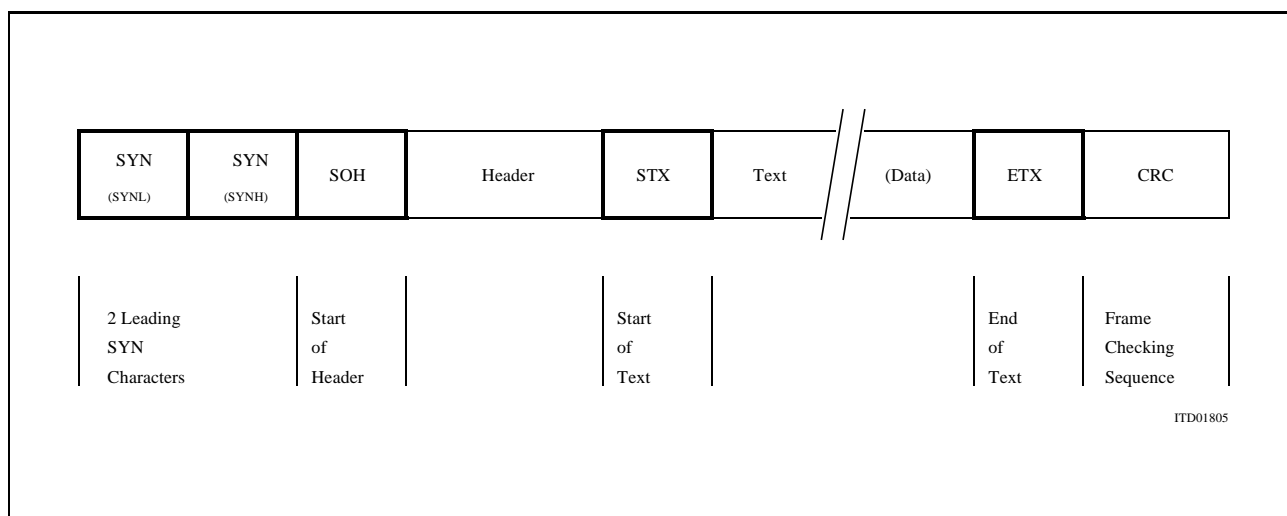 SYN SYN SOH Header STX Text (Data) ETX CRC
(SYNL) (SYNH)
2 Leading Start Start End Frame
SYN of of of Checking
Characters Header Text Text Sequence
ITD01805